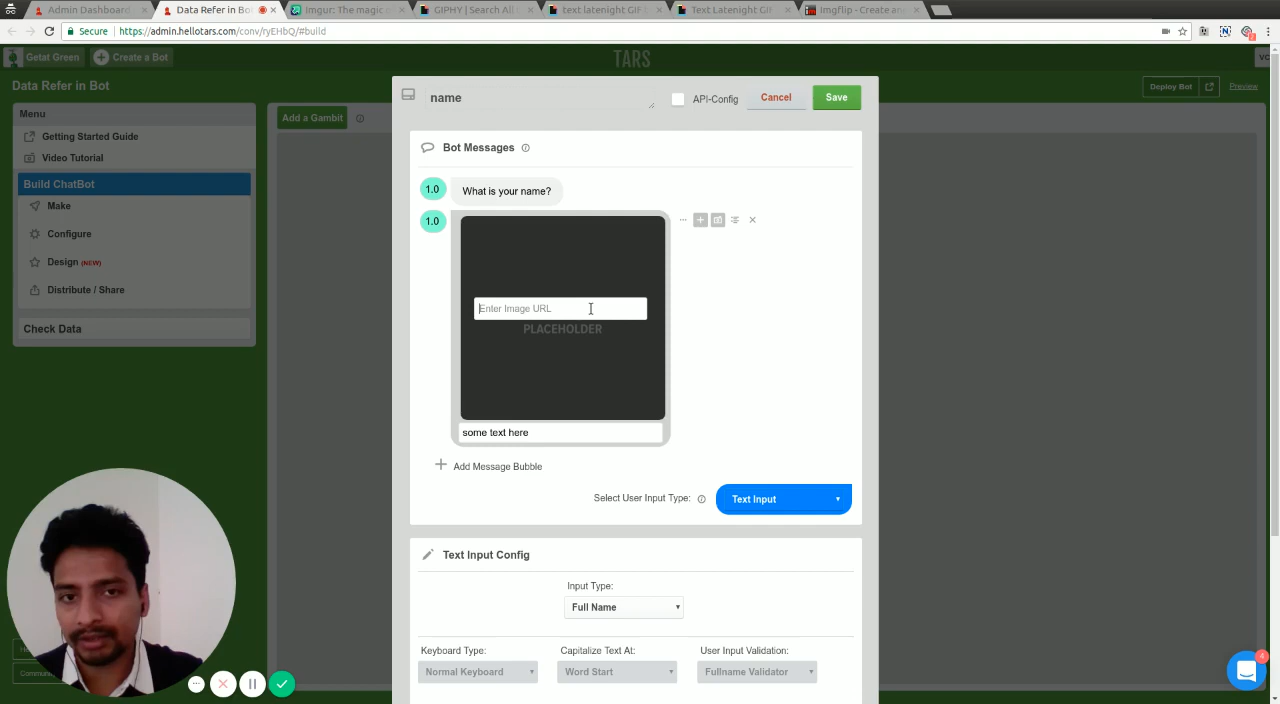 Admin Dashboard
Data Refer in Bo
Imgur: The magic o
GIPHY | Search All
text latenight GIF
Text Latenight GIF
Imgflip - Create an
Secure | https://admin.hellotars.com/conv/ryEHbQ/#build
Getat Green
Create a Bot
TARS
VC
Data Refer in Bot
Deploy Bot
Preview
Menu
Getting Started Guide
Video Tutorial
Build ChatBot
Make
Configure
Design (NEW)
Distribute / Share
Check Data
Add a Gambit
name
API-Config
Cancel
Save
Bot Messages
1.0
What is your name?
1.0
Enter Image URL
PLACEHOLDER
some text here
Add Message Bubble
Select User Input Type:
Text Input
Text Input Config
Input Type:
Full Name
Keyboard Type:
Capitalize Text At:
User Input Validation:
Normal Keyboard
Word Start
Fullname Validator
4